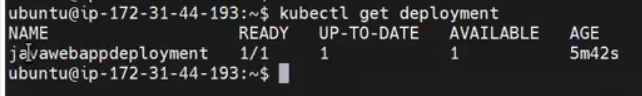 ubuntu@ip-172-31-44-193:~$ kubectl get deployment
NAME READY UP-TO-DATE AVAILABLE AGE
javawebappdeployment 1/1 1 1 5m42s
ubuntu@ip-172-31-44-193:~$